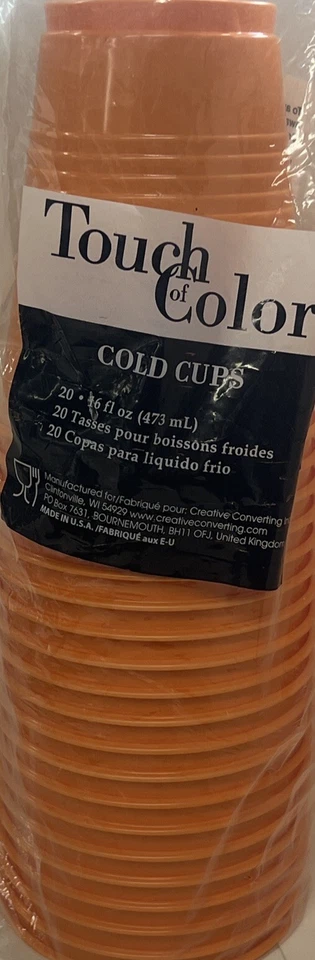 Touch
of
Color
COLD CUPS
20 • 16 fl oz (473 mL)
20 Tasses pour boissons froides
20 Copas para liquido frio
Manufactured for/Fabriqué pour: Creative Converting
Clintonville, WI 54929 www.creativeconverting.com
PO Box 7631, BOURNEMOUTH, BH11 OFJ, United Kingdom
MADE IN U.S.A. /FABRIQUÉ aux E-U